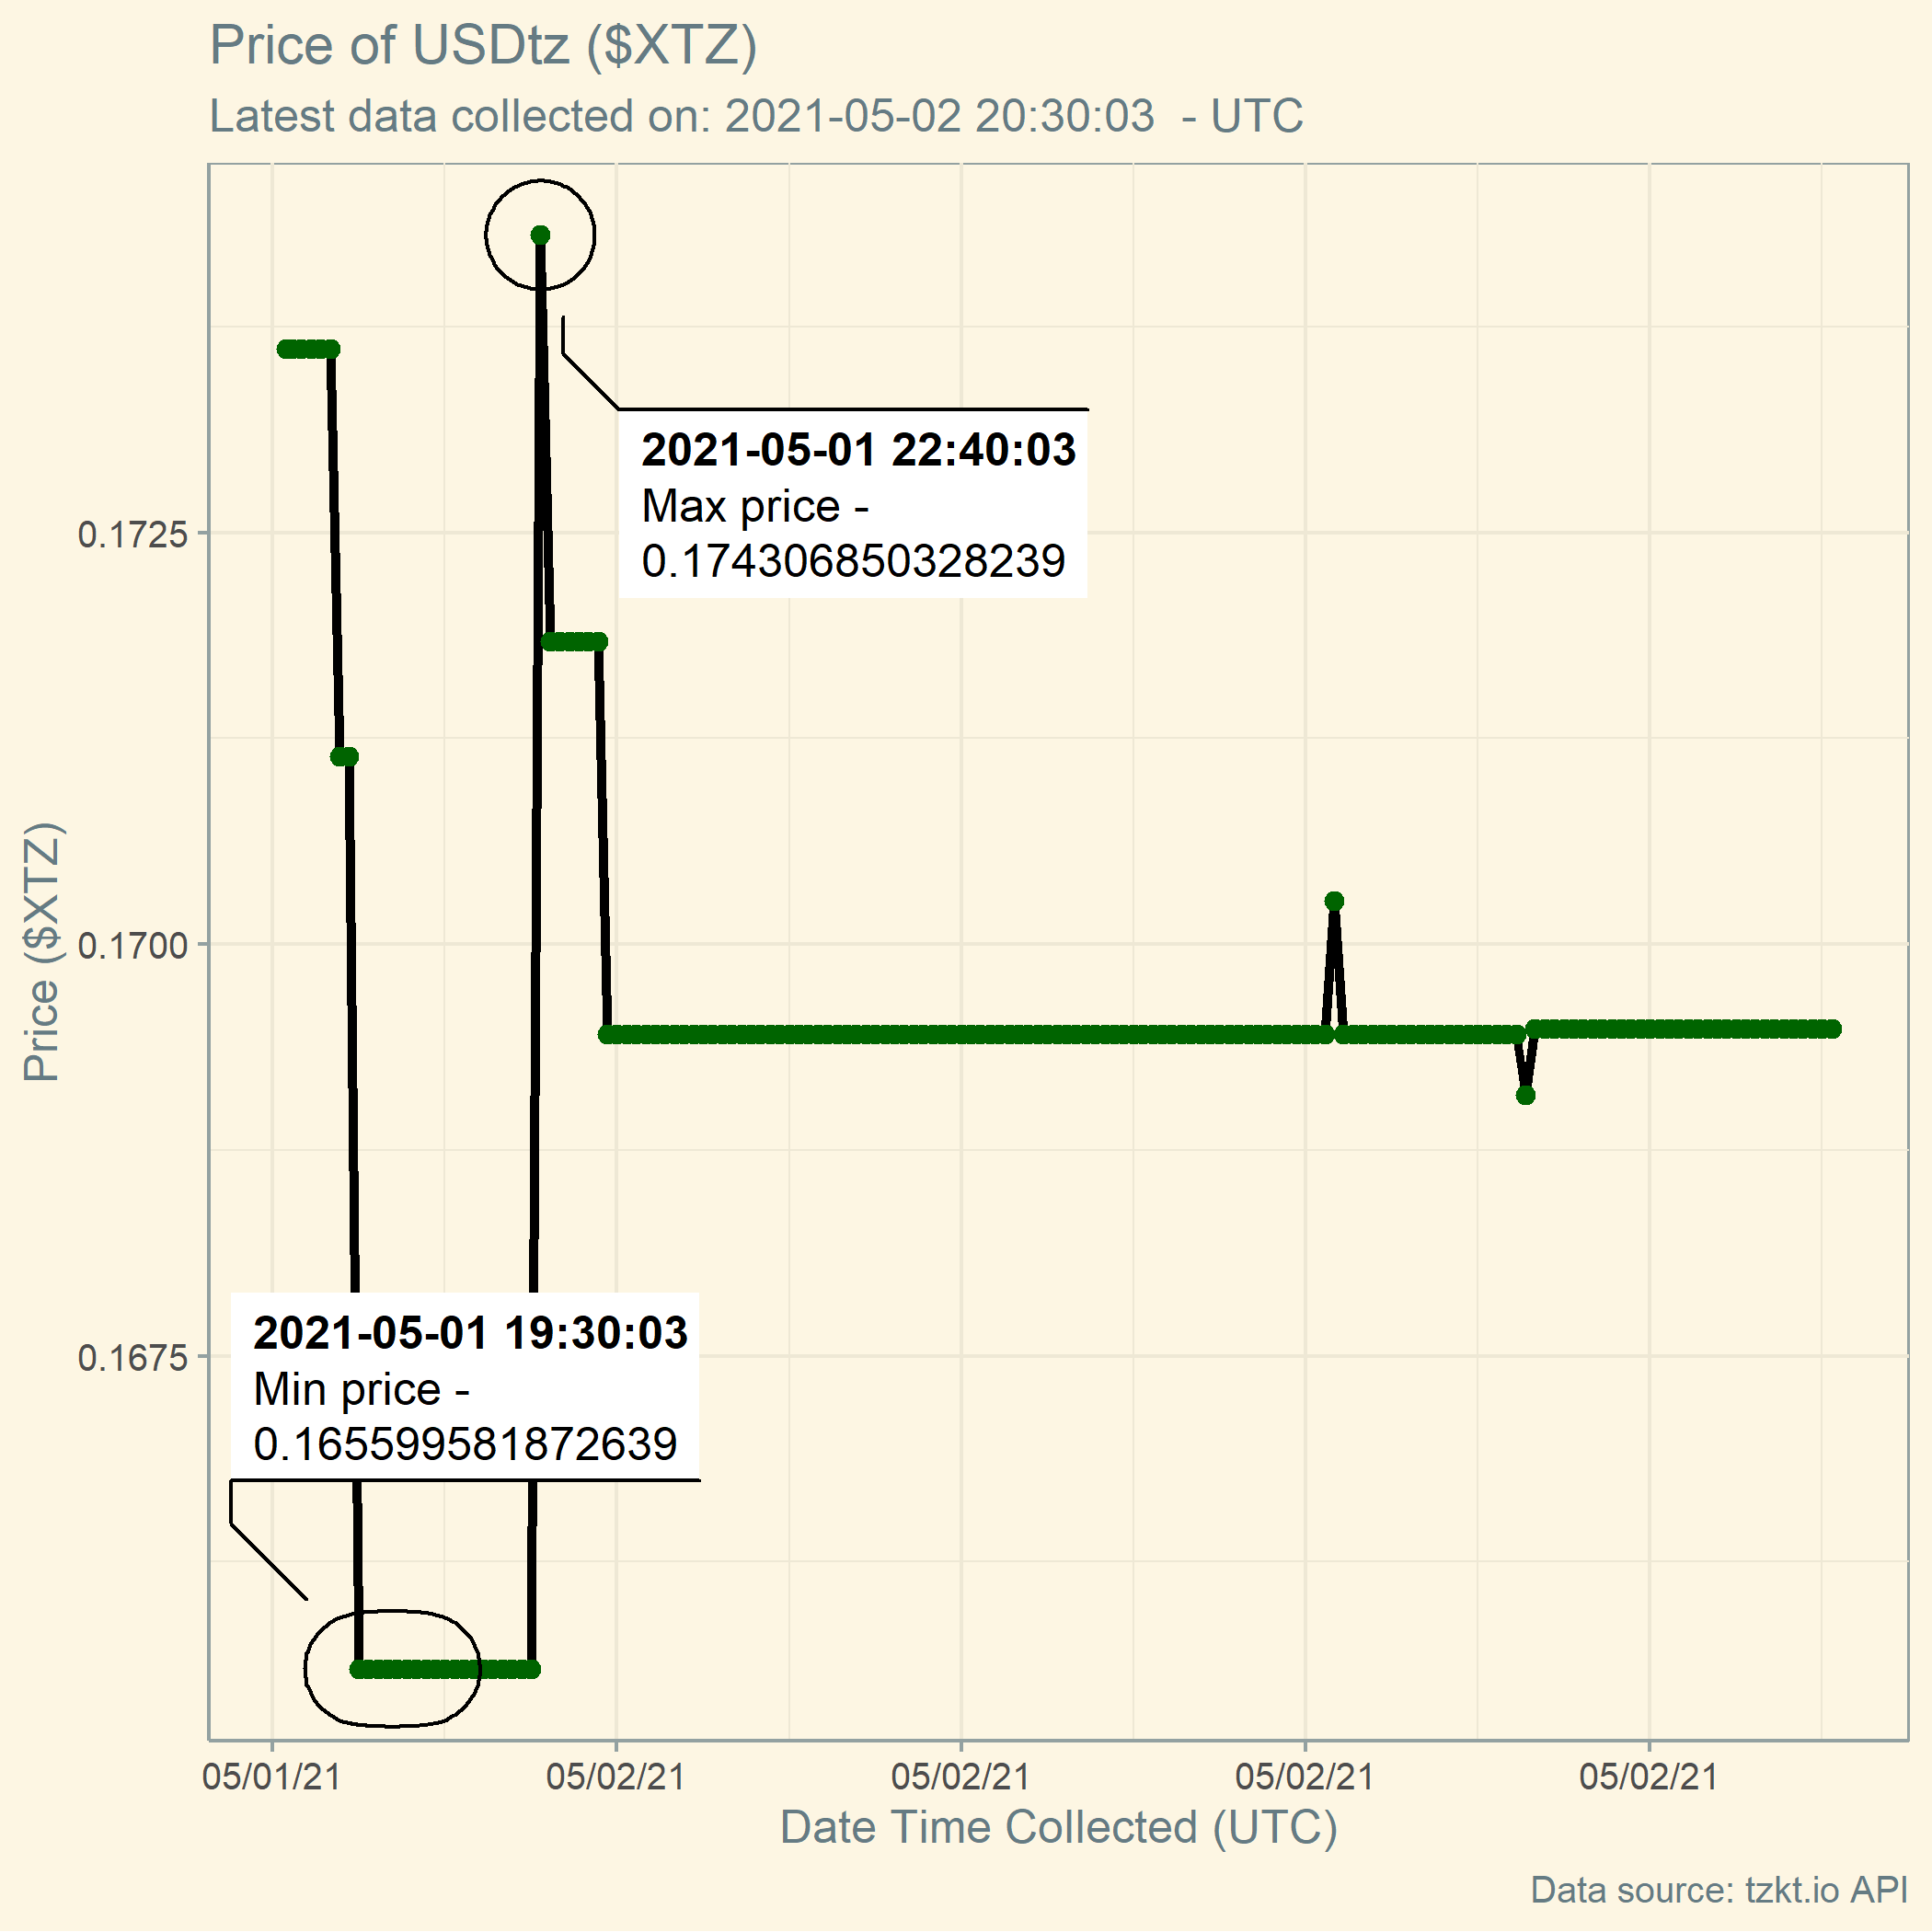 Price of USDtz ($XTZ)
Latest data collected on: 2021-05-02 20:30:03  - UTC
2021-05-01 22:40:03
Max price -
0.174306850328239
0.1725
0.1700
0.1675
Price ($XTZ)
2021-05-01 19:30:03
Min price -
0.165599581872639
05/01/21
05/02/21
05/02/21
05/02/21
05/02/21
Date Time Collected (UTC)
Data source: tzkt.io API